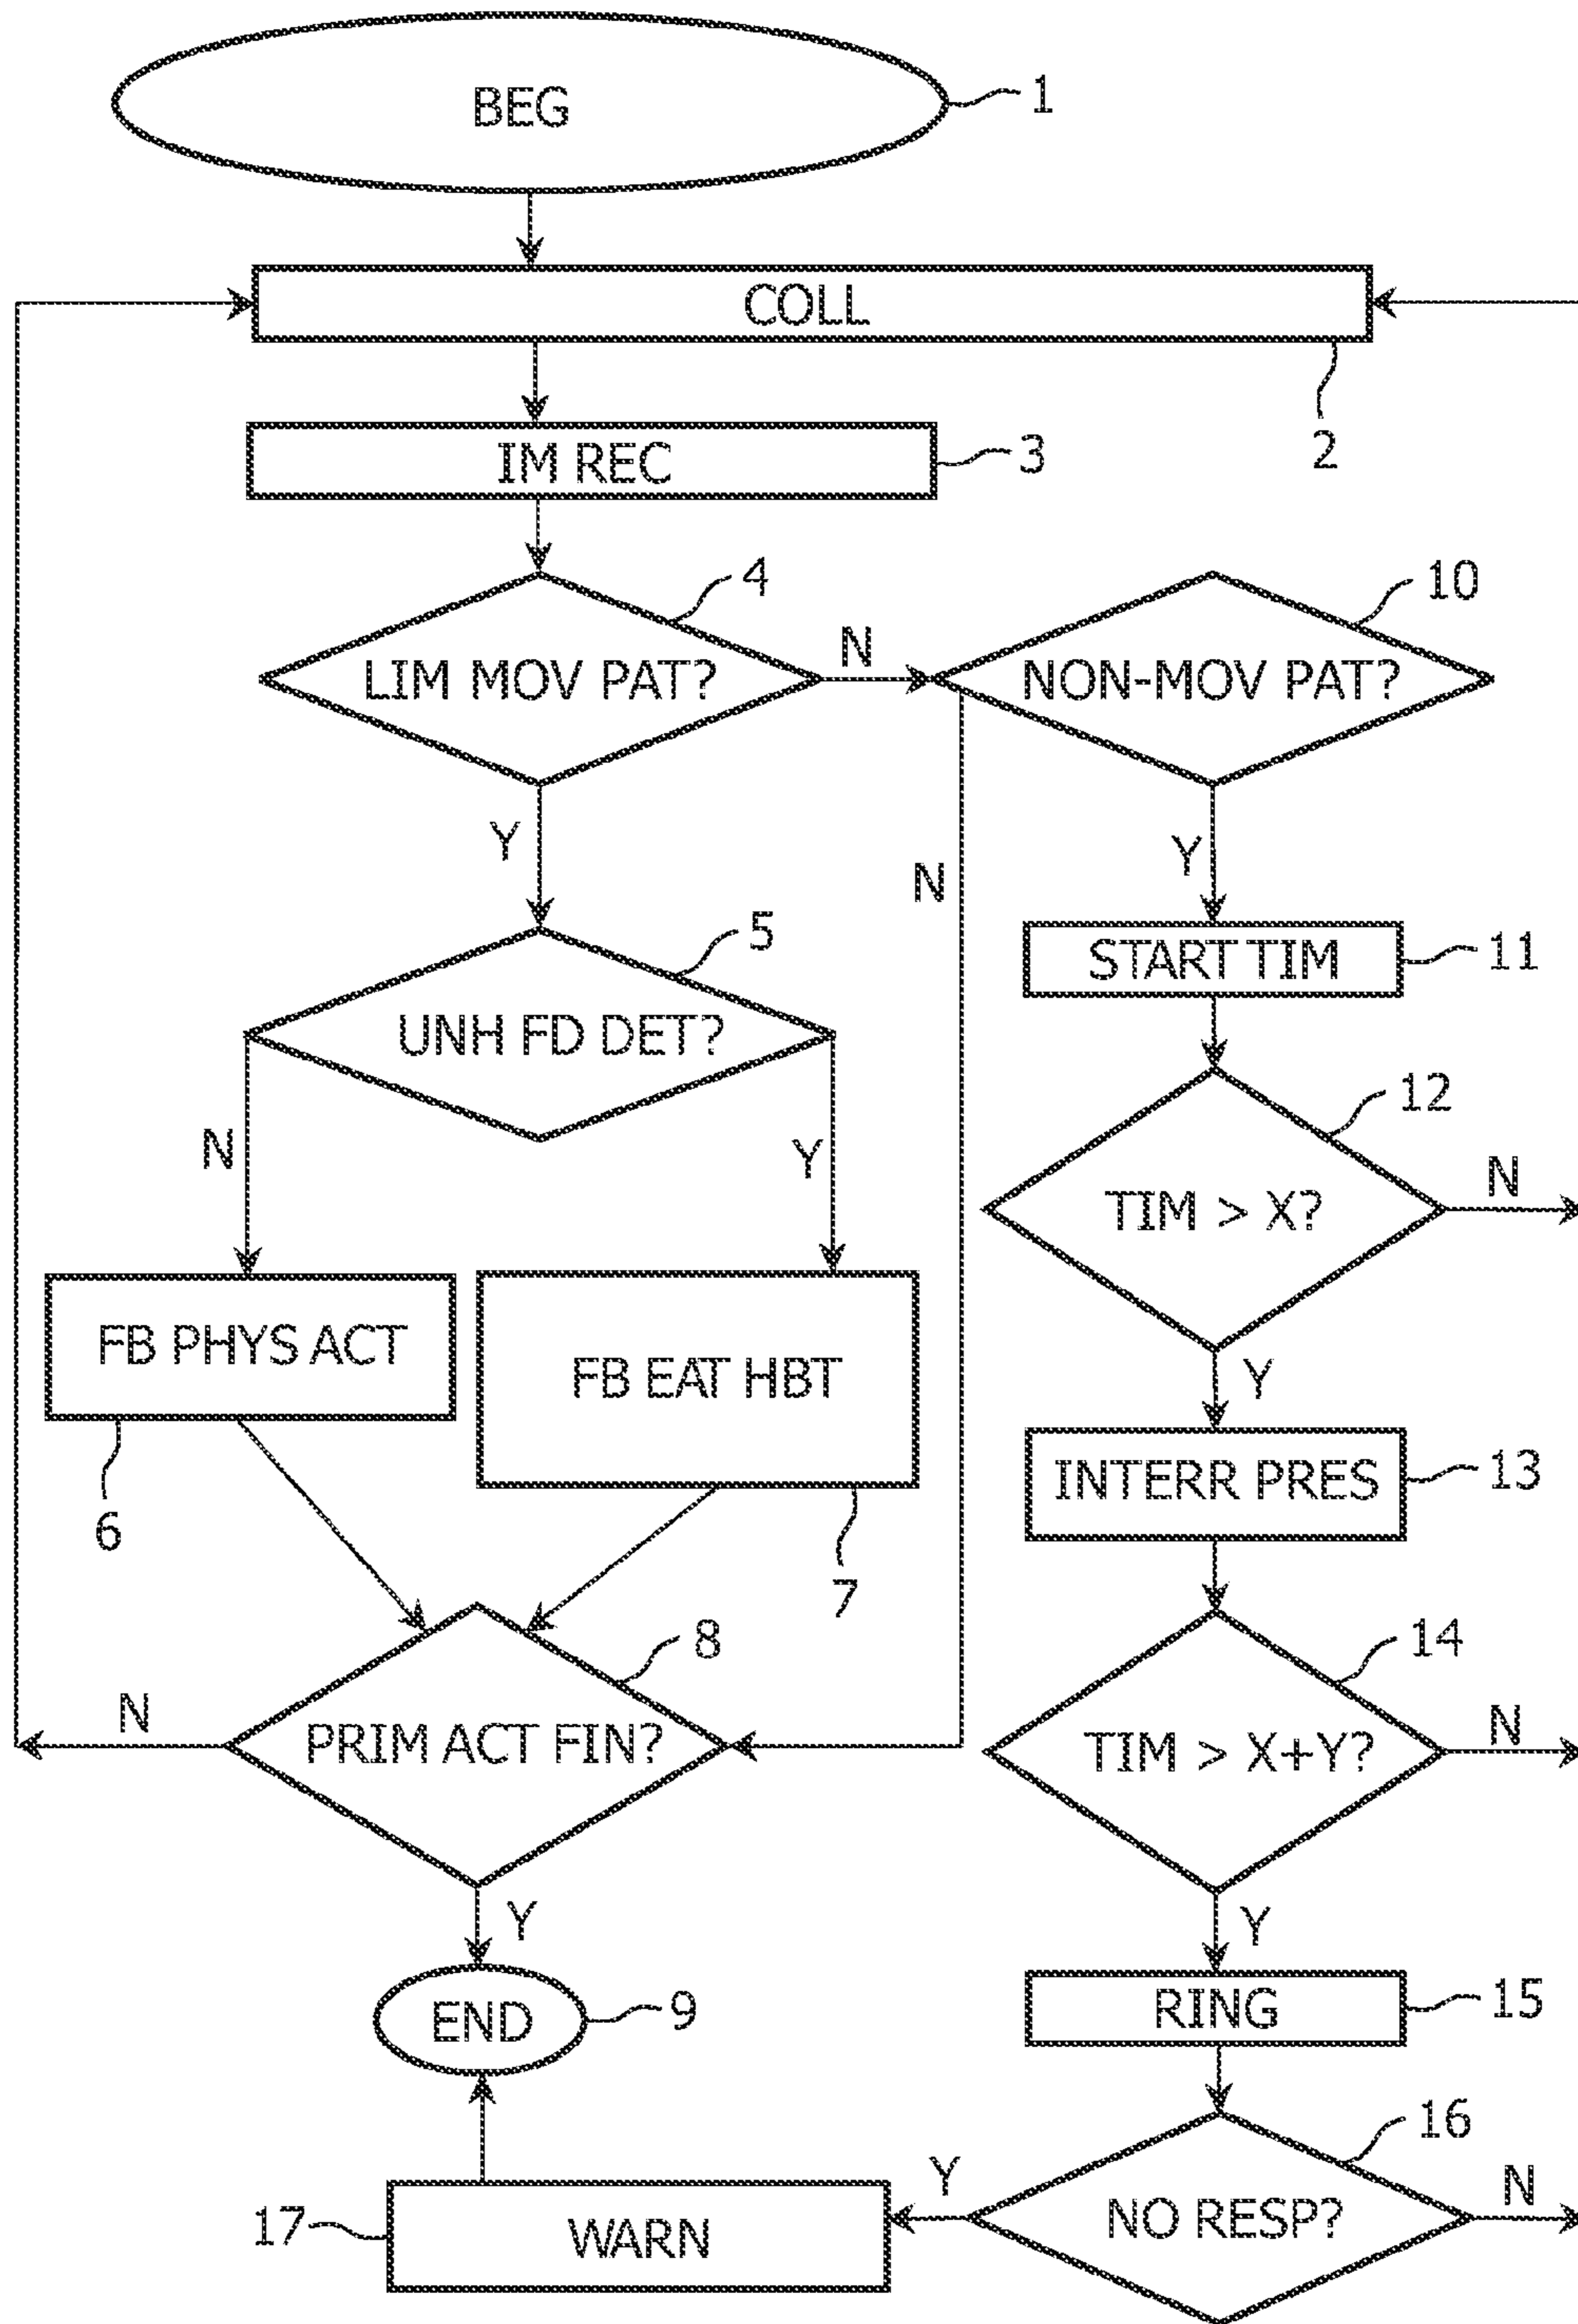 BEG
1
COLL
2
IM REC
3
LIM MOV PAT?
4
N
NON-MOV PAT?
10
Y
N
Y
START TIM
11
UNH FD DET?
5
N
Y
TIM > X?
12
N
FB PHYS ACT
6
FB EAT HBT
7
Y
INTERR PRES
13
PRIM ACT FIN?
8
N
TIM > X+Y?
14
N
Y
Y
END
9
RING
15
NO RESP?
16
Y
N
WARN
17